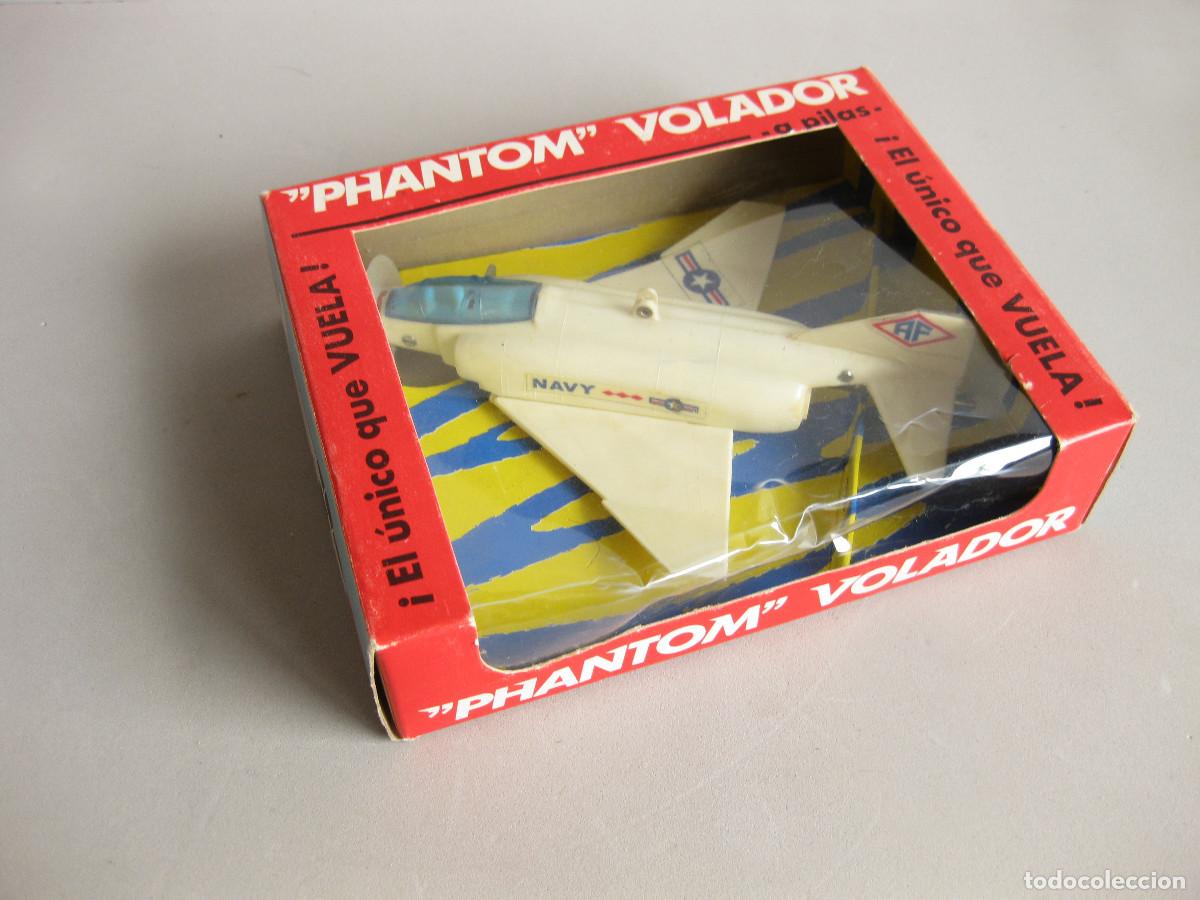 ”PHANTOM” VOLADOR
-a pilas-
¡El único que VUELA!
¡El único que VUELA!
AF
NAVY
”PHANTOM” VOLADOR
todocoleccion